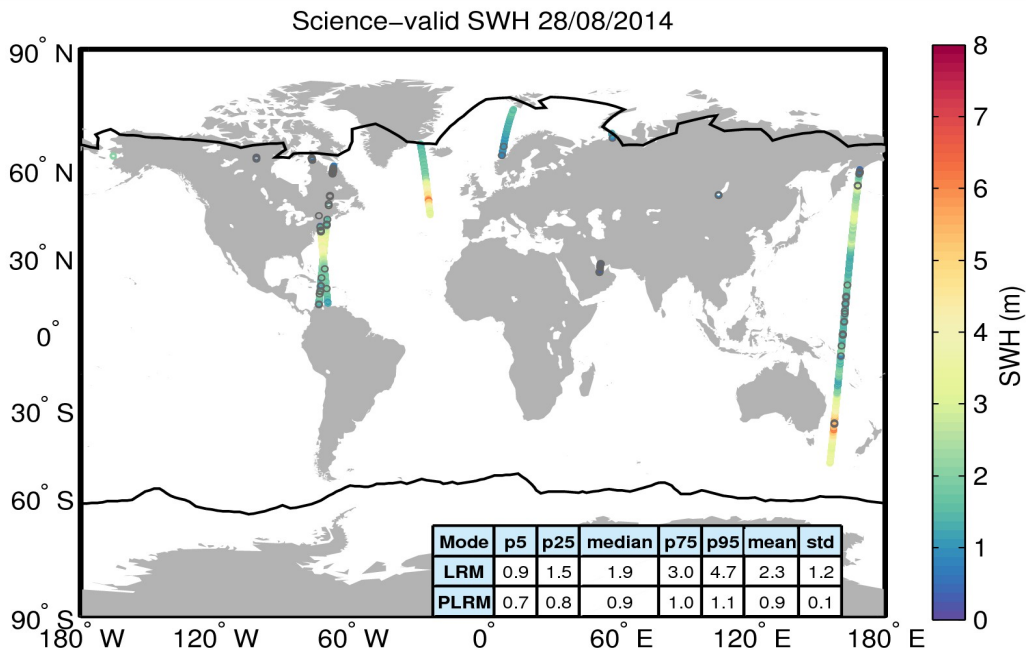 Science−valid SWH 28/08/2014
90° N
60° N
30° N
0°
30° S
60° S
90° S
180° W
120° W
60° W
0°
60° E
120° E
180° E
Mode p5 p25 median p75 p95 mean std
LRM 0.9 1.5 1.9 3.0 4.7 2.3 1.2
PLRM 0.7 0.8 0.9 1.0 1.1 0.9 0.1
8
7
6
5
4
3
2
1
0
SWH (m)